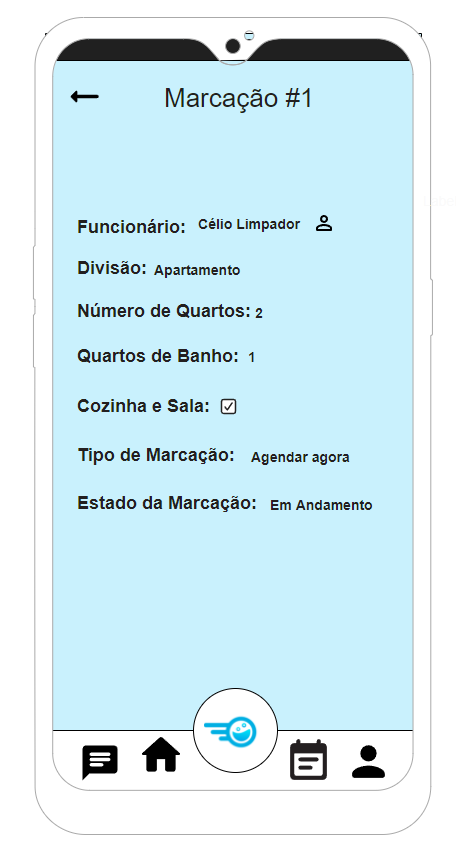 Marcação #1
Funcionário: Célio Limpador
Divisão: Apartamento
Número de Quartos: 2
Quartos de Banho: 1
Cozinha e Sala:
Tipo de Marcação: Agendar agora
Estado da Marcação: Em Andamento